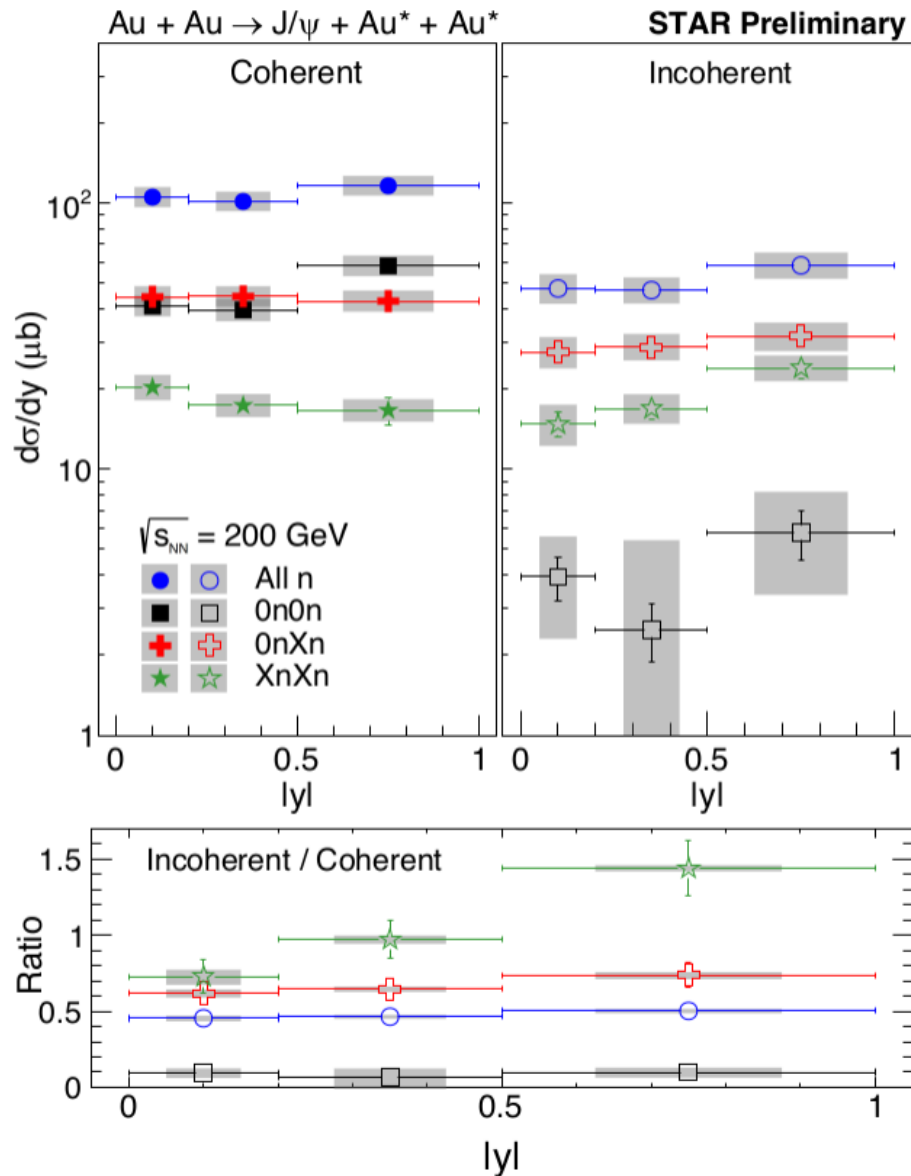 Au + Au → J/ψ + Au* + Au*
STAR Preliminary
Coherent
Incoherent
dσ/dy (μb)
10²
10
1
√s_NN = 200 GeV
All n
0n0n
0nXn
XnXn
0
0.5
1
|y|
0
0.5
1
|y|
Incoherent / Coherent
Ratio
1.5
1
0.5
0
0
0.5
1
|y|